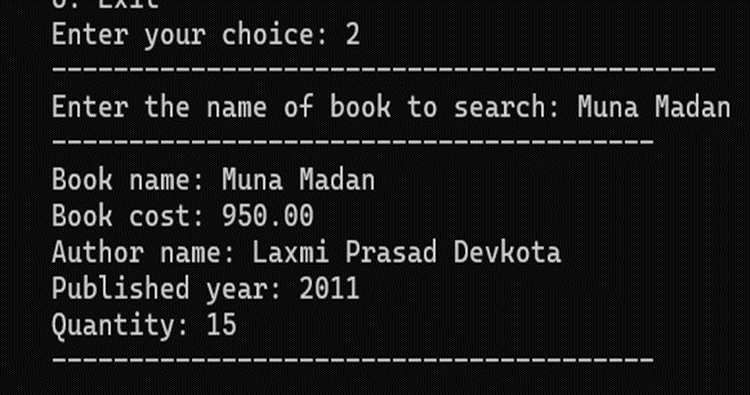 6. Exit
Enter your choice: 2
-------------------------------------------
Enter the name of book to search: Muna Madan
---------------------------------------
Book name: Muna Madan
Book cost: 950.00
Author name: Laxmi Prasad Devkota
Published year: 2011
Quantity: 15
---------------------------------------